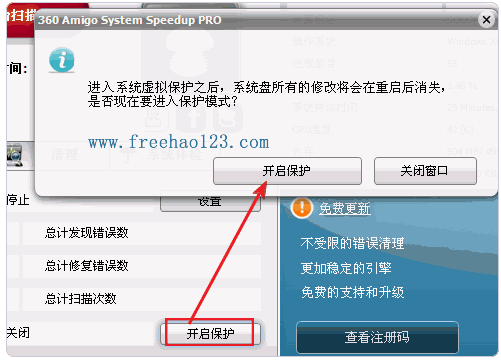 360 Amigo System Speedup PRO
进入系统虚拟保护之后，系统盘所有的修改将会在重启后消失，
是否现在要进入保护模式？
www.freehao123.com
开启保护
关闭窗口
设置
免费更新
停止
总计发现错误数
不受限的错误清理
总计修复错误数
更加稳定的引擎
总计扫描次数
免费的支持和升级
关闭
开启保护
查看注册码